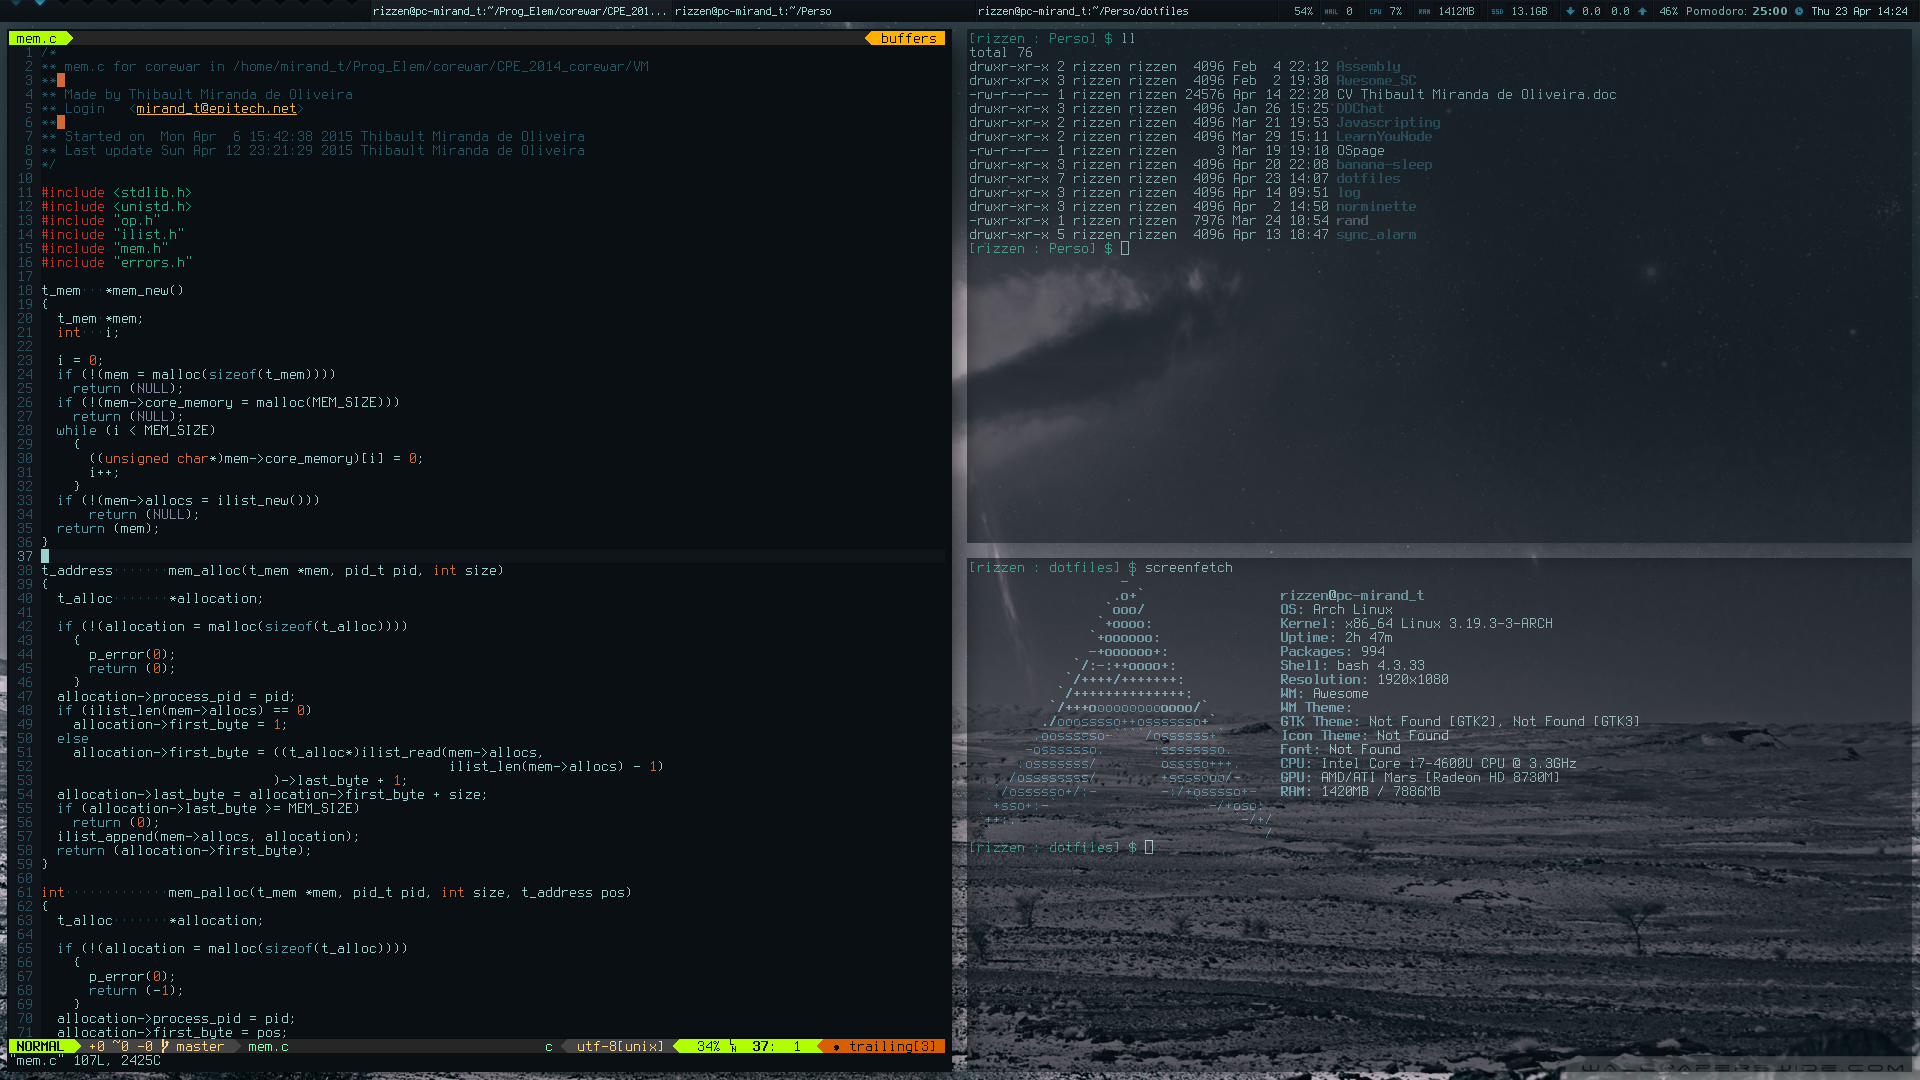 rizzen@pc-mirand_t:~/Prog_Elem/corewar/CPE_201... rizzen@pc-mirand_t:~/Perso rizzen@pc-mirand_t:~/Perso/dotfiles 54% MAIL 0 CPU 7% RAM 1412MB SSD 13.1GB 0.0 0.0 46% Pomodoro: 25:00 Thu 23 Apr 14:24
mem.c buffers
1 /*
2 ** mem.c for corewar in /home/mirand_t/Prog_Elem/corewar/CPE_2014_corewar/VM
3 **
4 ** Made by Thibault Miranda de Oliveira
5 ** Login <mirand_t@epitech.net>
6 **
7 ** Started on Mon Apr 6 15:42:38 2015 Thibault Miranda de Oliveira
8 ** Last update Sun Apr 12 23:21:29 2015 Thibault Miranda de Oliveira
9 */
10
11 #include <stdlib.h>
12 #include <unistd.h>
13 #include "op.h"
14 #include "ilist.h"
15 #include "mem.h"
16 #include "errors.h"
17
18 t_mem···*mem_new()
19 {
20 t_mem·*mem;
21 int···i;
22
23 i = 0;
24 if (!(mem = malloc(sizeof(t_mem))))
25 return (NULL);
26 if (!(mem->core_memory = malloc(MEM_SIZE)))
27 return (NULL);
28 while (i < MEM_SIZE)
29 {
30 ((unsigned char*)mem->core_memory)[i] = 0;
31 i++;
32 }
33 if (!(mem->allocs = ilist_new()))
34 return (NULL);
35 return (mem);
36 }
37
38 t_address·······mem_alloc(t_mem *mem, pid_t pid, int size)
39 {
40 t_alloc·······*allocation;
41
42 if (!(allocation = malloc(sizeof(t_alloc))))
43 {
44 p_error(0);
45 return (0);
46 }
47 allocation->process_pid = pid;
48 if (ilist_len(mem->allocs) == 0)
49 allocation->first_byte = 1;
50 else
51 allocation->first_byte = ((t_alloc*)ilist_read(mem->allocs,
52 ilist_len(mem->allocs) - 1)
53 )->last_byte + 1;
54 allocation->last_byte = allocation->first_byte + size;
55 if (allocation->last_byte >= MEM_SIZE)
56 return (0);
57 ilist_append(mem->allocs, allocation);
58 return (allocation->first_byte);
59 }
60
61 int·············mem_palloc(t_mem *mem, pid_t pid, int size, t_address pos)
62 {
63 t_alloc·······*allocation;
64
65 if (!(allocation = malloc(sizeof(t_alloc))))
66 {
67 p_error(0);
68 return (-1);
69 }
70 allocation->process_pid = pid;
71 allocation->first_byte = pos;
NORMAL +0 ~0 -0 master mem.c c utf-8[unix] 34% 37: 1 trailing[3]
"mem.c" 107L, 2425C
[rizzen : Perso] $ ll
total 76
drwxr-xr-x 2 rizzen rizzen 4096 Feb 4 22:12 Assembly
drwxr-xr-x 3 rizzen rizzen 4096 Feb 2 19:30 Awesome_SC
-rw-r--r-- 1 rizzen rizzen 24576 Apr 14 22:20 CV Thibault Miranda de Oliveira.doc
drwxr-xr-x 3 rizzen rizzen 4096 Jan 26 15:25 DDChat
drwxr-xr-x 2 rizzen rizzen 4096 Mar 21 19:53 Javascripting
drwxr-xr-x 2 rizzen rizzen 4096 Mar 29 15:11 LearnYouNode
-rw-r--r-- 1 rizzen rizzen 3 Mar 19 19:10 OSpage
drwxr-xr-x 3 rizzen rizzen 4096 Apr 20 22:08 banana-sleep
drwxr-xr-x 7 rizzen rizzen 4096 Apr 23 14:07 dotfiles
drwxr-xr-x 3 rizzen rizzen 4096 Apr 14 09:51 log
drwxr-xr-x 3 rizzen rizzen 4096 Apr 2 14:50 norminette
-rwxr-xr-x 1 rizzen rizzen 7976 Mar 24 10:54 rand
drwxr-xr-x 5 rizzen rizzen 4096 Apr 13 18:47 sync_alarm
[rizzen : Perso] $
[rizzen : dotfiles] $ screenfetch
rizzen@pc-mirand_t
OS: Arch Linux
Kernel: x86_64 Linux 3.19.3-3-ARCH
Uptime: 2h 47m
Packages: 994
Shell: bash 4.3.33
Resolution: 1920x1080
WM: Awesome
WM Theme:
GTK Theme: Not Found [GTK2], Not Found [GTK3]
Icon Theme: Not Found
Font: Not Found
CPU: Intel Core i7-4600U CPU @ 3.3GHz
GPU: AMD/ATI Mars [Radeon HD 8730M]
RAM: 1420MB / 7886MB
[rizzen : dotfiles] $
WALLPAPERSWIDE.COM